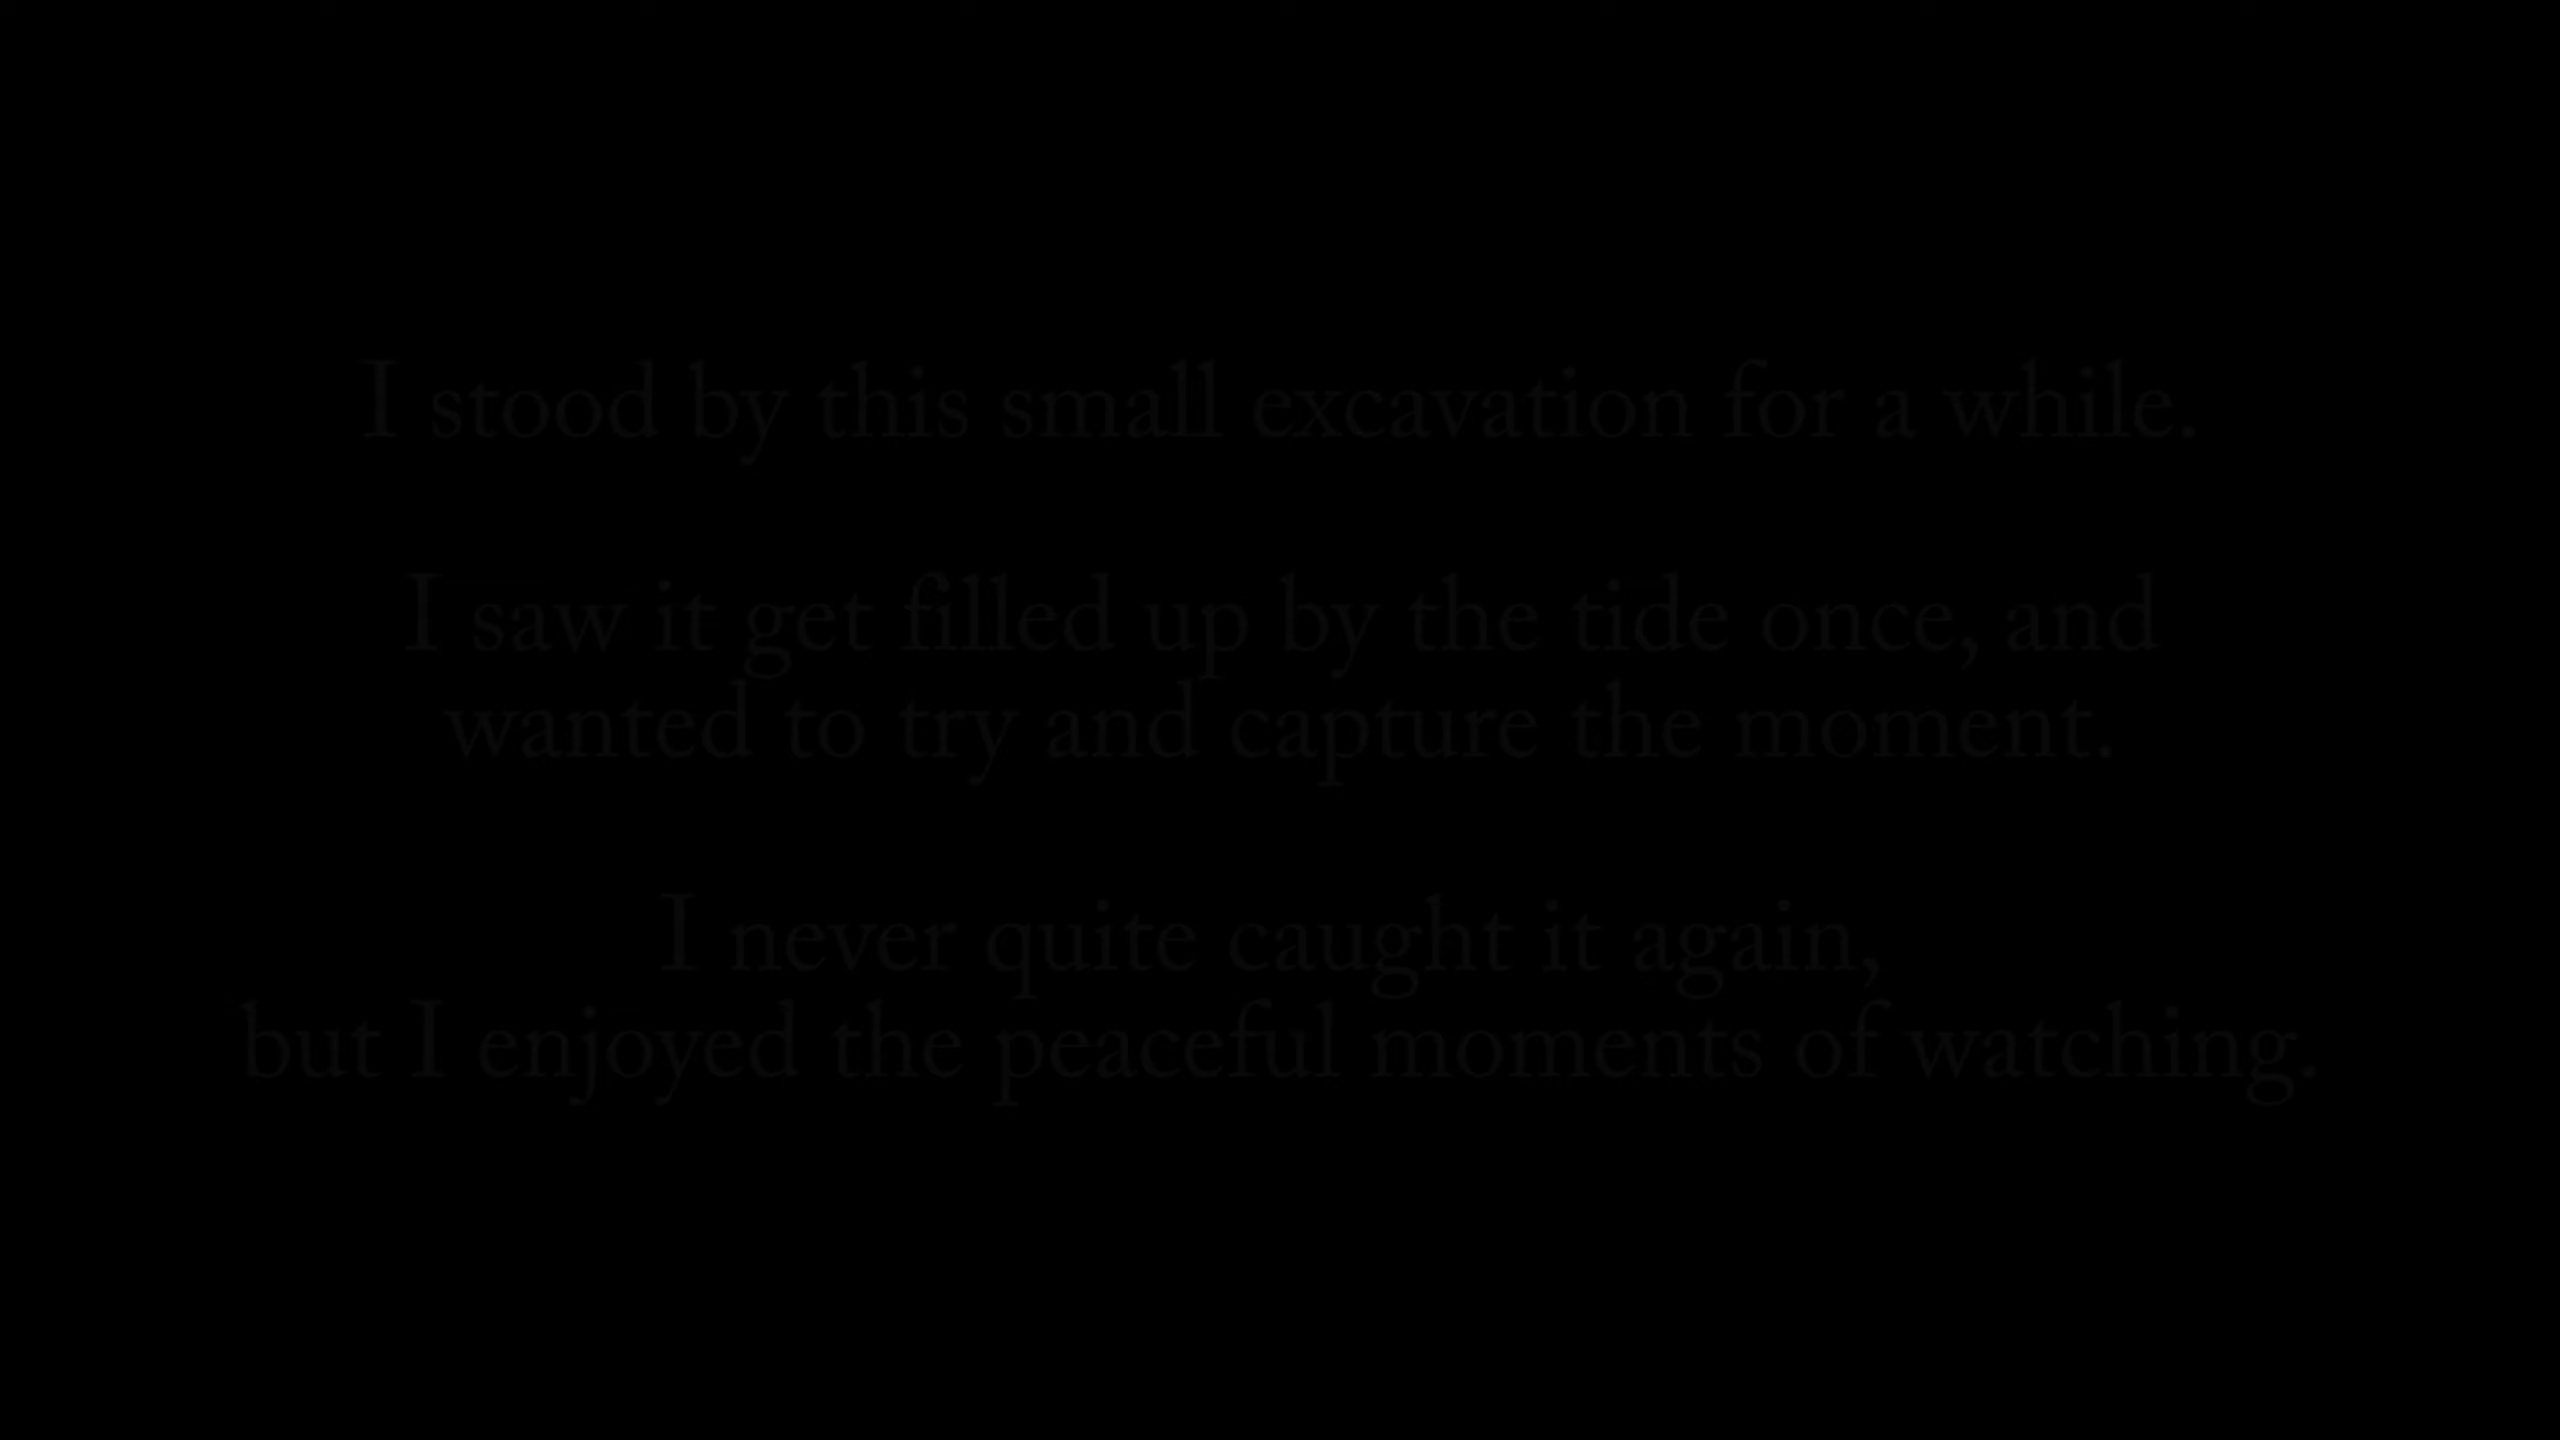 I stood by this small excavation for a while.
I saw it get filled up by the tide once, and
wanted to try and capture the moment.
I never quite caught it again,
but I enjoyed the peaceful moments of watching.